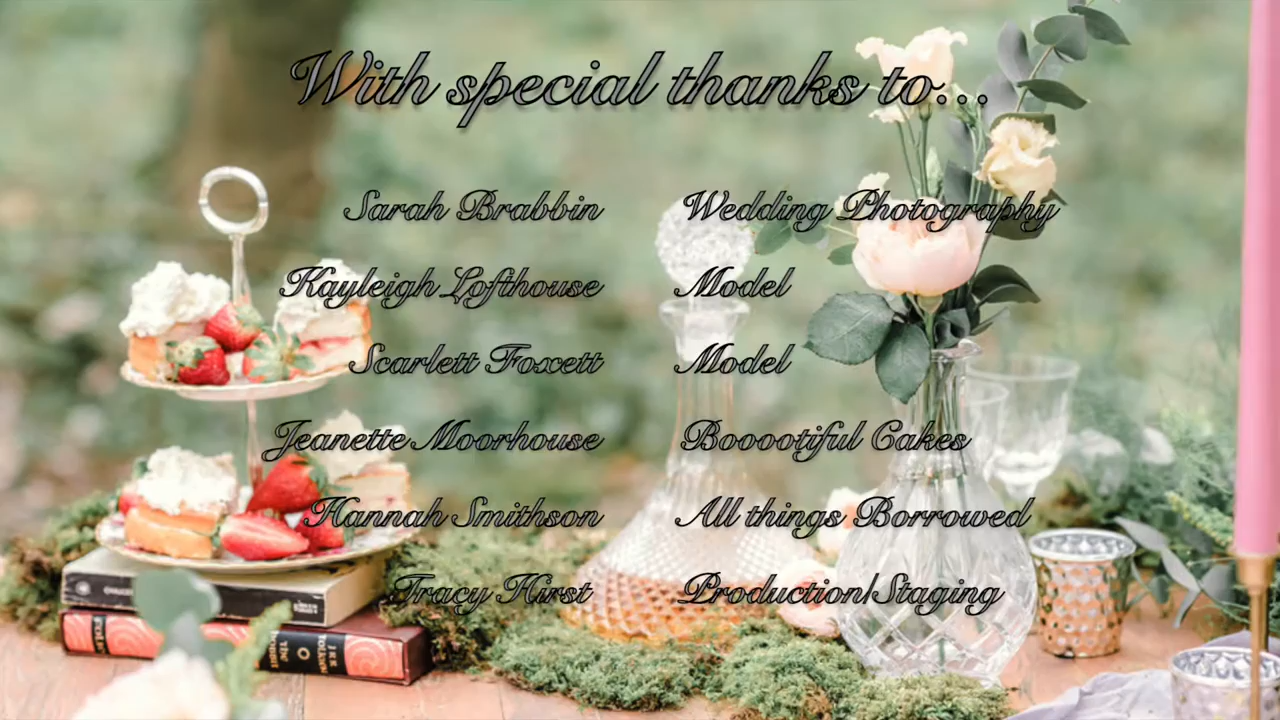 With special thanks to...
Sarah Brabbin Wedding Photography
Kayleigh Lofthouse Model
Scarlett Foxett Model
Jeanette Moorhouse Booootiful Cakes
Hannah Smithson All things Borrowed
Tracy Hirst Production/Staging